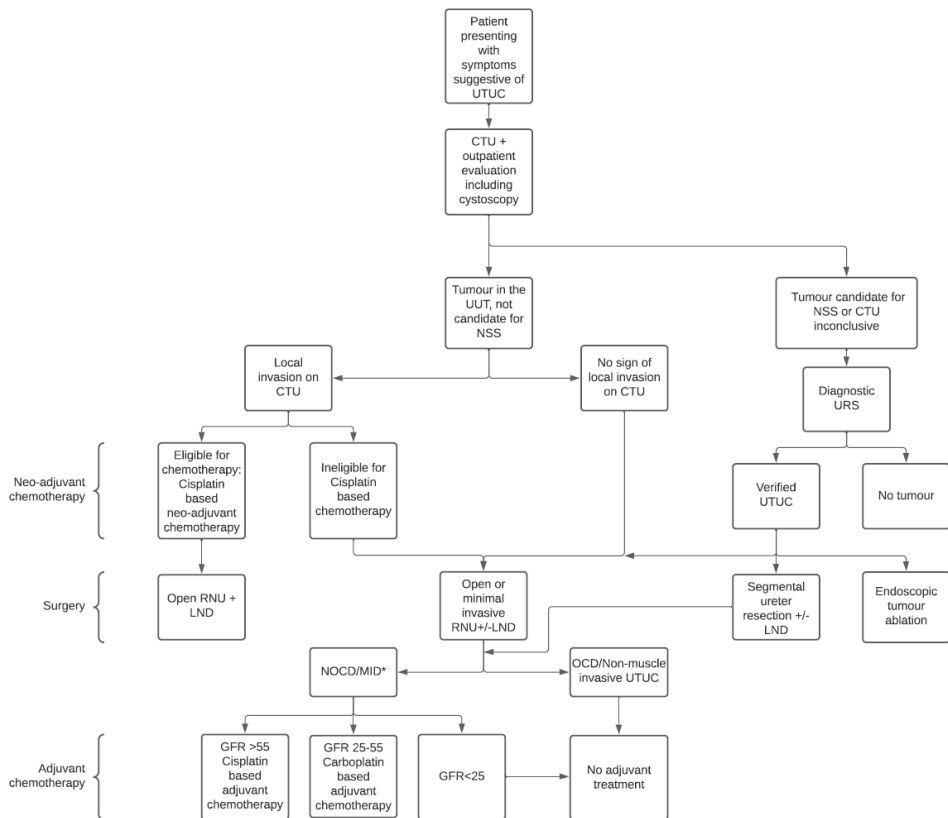 Patient
presenting
with
symptoms
suggestive of
UTUC
CTU +
outpatient
evaluation
including
cystoscopy
Tumour in the
UUT, not
candidate for
NSS
Tumour candidate for
NSS or CTU
inconclusive
Local
invasion on
CTU
No sign of
local invasion
on CTU
Diagnostic
URS
Neo-adjuvant
chemotherapy
Eligible for
chemotherapy:
Cisplatin
based
neo-adjuvant
chemotherapy
Ineligible for
Cisplatin
based
chemotherapy
Verified
UTUC
No tumour
Surgery
Open RNU +
LND
Open or
minimal
invasive
RNU+/-LND
Segmental
ureter
resection +/-
LND
Endoscopic
tumour
ablation
NOCD/MID*
OCD/Non-muscle
invasive UTUC
Adjuvant
chemotherapy
GFR >55
Cisplatin
based
adjuvant
chemotherapy
GFR 25-55
Carboplatin
based
adjuvant
chemotherapy
GFR<25
No adjuvant
treatment